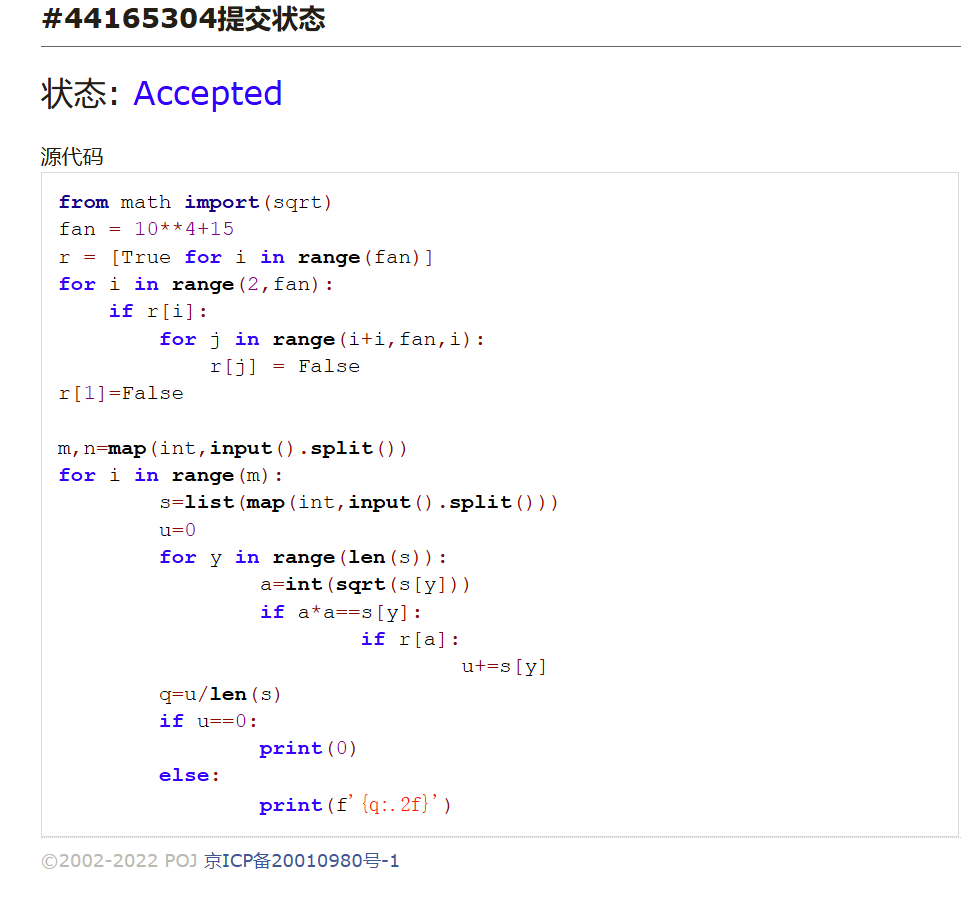 #44165304提交状态
状态: Accepted
源代码
from math import(sqrt)
fan = 10**4+15
r = [True for i in range(fan)]
for i in range(2,fan):
    if r[i]:
        for j in range(i+i,fan,i):
            r[j] = False
r[1]=False
m,n=map(int,input().split())
for i in range(m):
        s=list(map(int,input().split()))
        u=0
        for y in range(len(s)):
                a=int(sqrt(s[y]))
                if a*a==s[y]:
                        if r[a]:
                                u+=s[y]
        q=u/len(s)
        if u==0:
                print(0)
        else:
                print(f'{q:.2f}')
©2002-2022 POJ 京ICP备20010980号-1